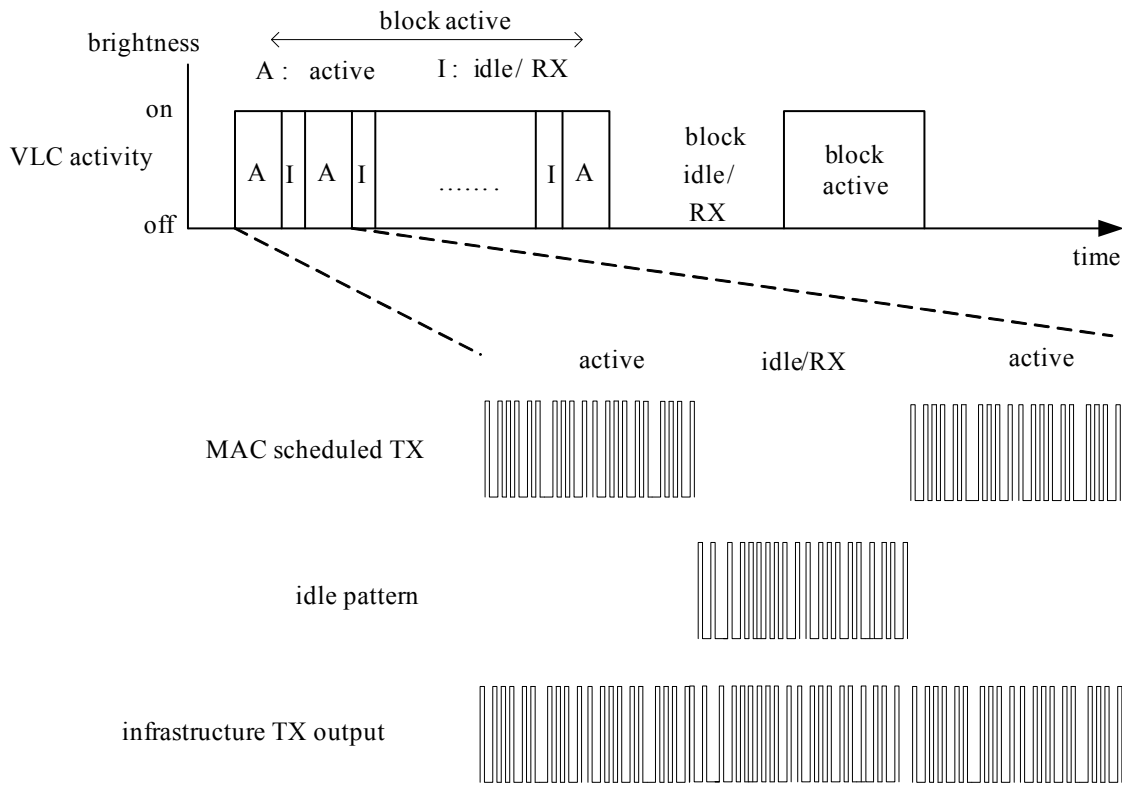 block active
brightness
A : active
I : idle/ RX
on
VLC activity
A
I
A
I
.......
I
A
block
idle/
RX
block
active
off
time
active
idle/RX
active
MAC scheduled TX
idle pattern
infrastructure TX output